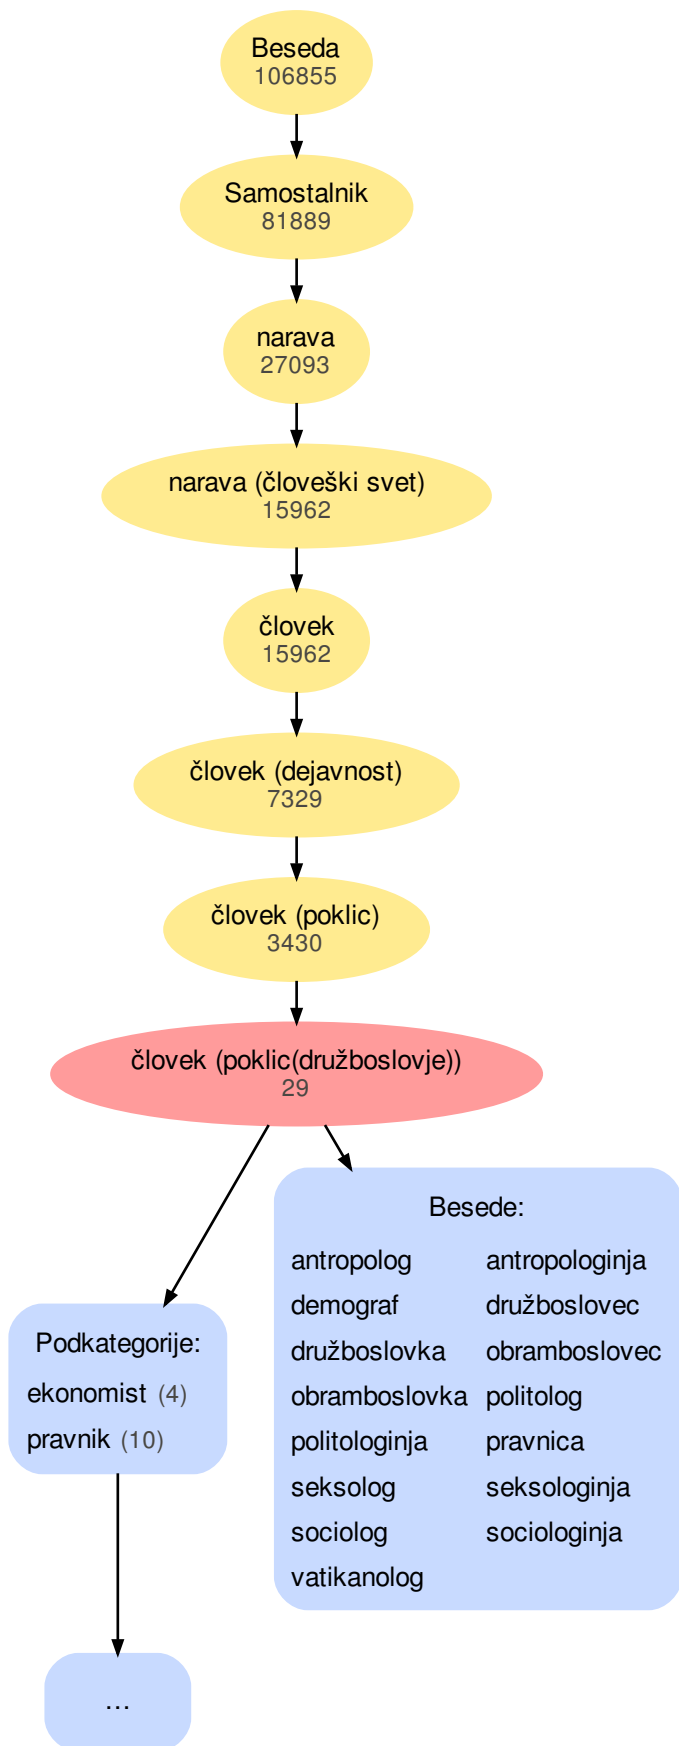 Beseda
106855
Samostalnik
81889
narava
27093
narava (človeški svet)
15962
človek
15962
človek (dejavnost)
7329
človek (poklic)
3430
človek (poklic(družboslovje))
29
Besede:
antropolog antropologinja
demograf družboslovec
družboslovka obramboslovec
obramboslovka politolog
politologinja pravnica
seksolog seksologinja
sociolog sociologinja
vatikanolog
Podkategorije:
ekonomist (4)
pravnik (10)
...